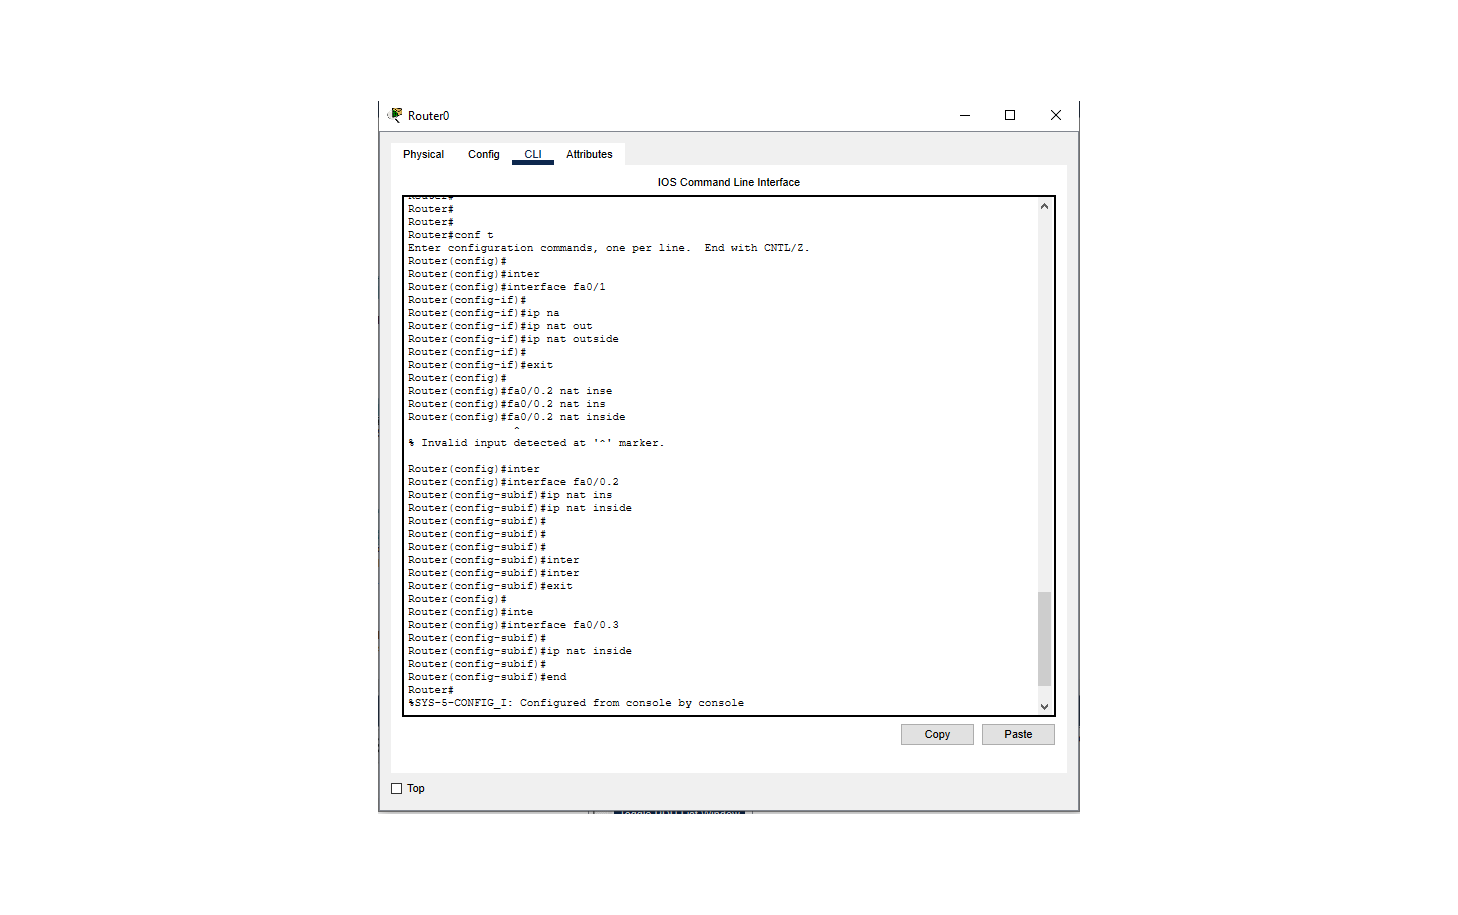 Router0
Physical Config CLI Attributes
IOS Command Line Interface
Router#
Router#
Router#
Router#conf t
Enter configuration commands, one per line.  End with CNTL/Z.
Router(config)#
Router(config)#inter
Router(config)#interface fa0/1
Router(config-if)#
Router(config-if)#ip na
Router(config-if)#ip nat out
Router(config-if)#ip nat outside
Router(config-if)#
Router(config-if)#exit
Router(config)#
Router(config)#fa0/0.2 nat inse
Router(config)#fa0/0.2 nat ins
Router(config)#fa0/0.2 nat inside
^
% Invalid input detected at '^' marker.
Router(config)#inter
Router(config)#interface fa0/0.2
Router(config-subif)#ip nat ins
Router(config-subif)#ip nat inside
Router(config-subif)#
Router(config-subif)#
Router(config-subif)#
Router(config-subif)#inter
Router(config-subif)#inter
Router(config-subif)#exit
Router(config)#
Router(config)#inte
Router(config)#interface fa0/0.3
Router(config-subif)#
Router(config-subif)#ip nat inside
Router(config-subif)#
Router(config-subif)#end
Router#
%SYS-5-CONFIG_I: Configured from console by console
Copy Paste
Top